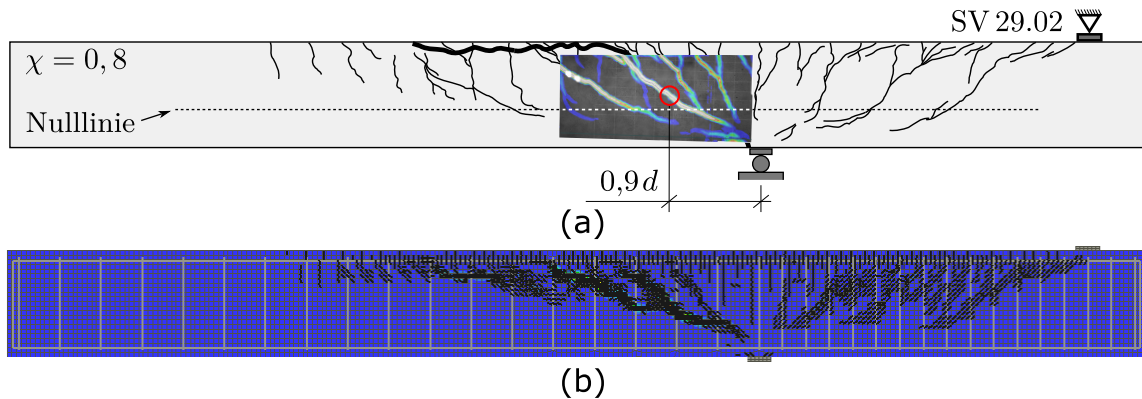 SV 29.02
χ = 0, 8
Nulllinie
0,9 d
(a)
(b)